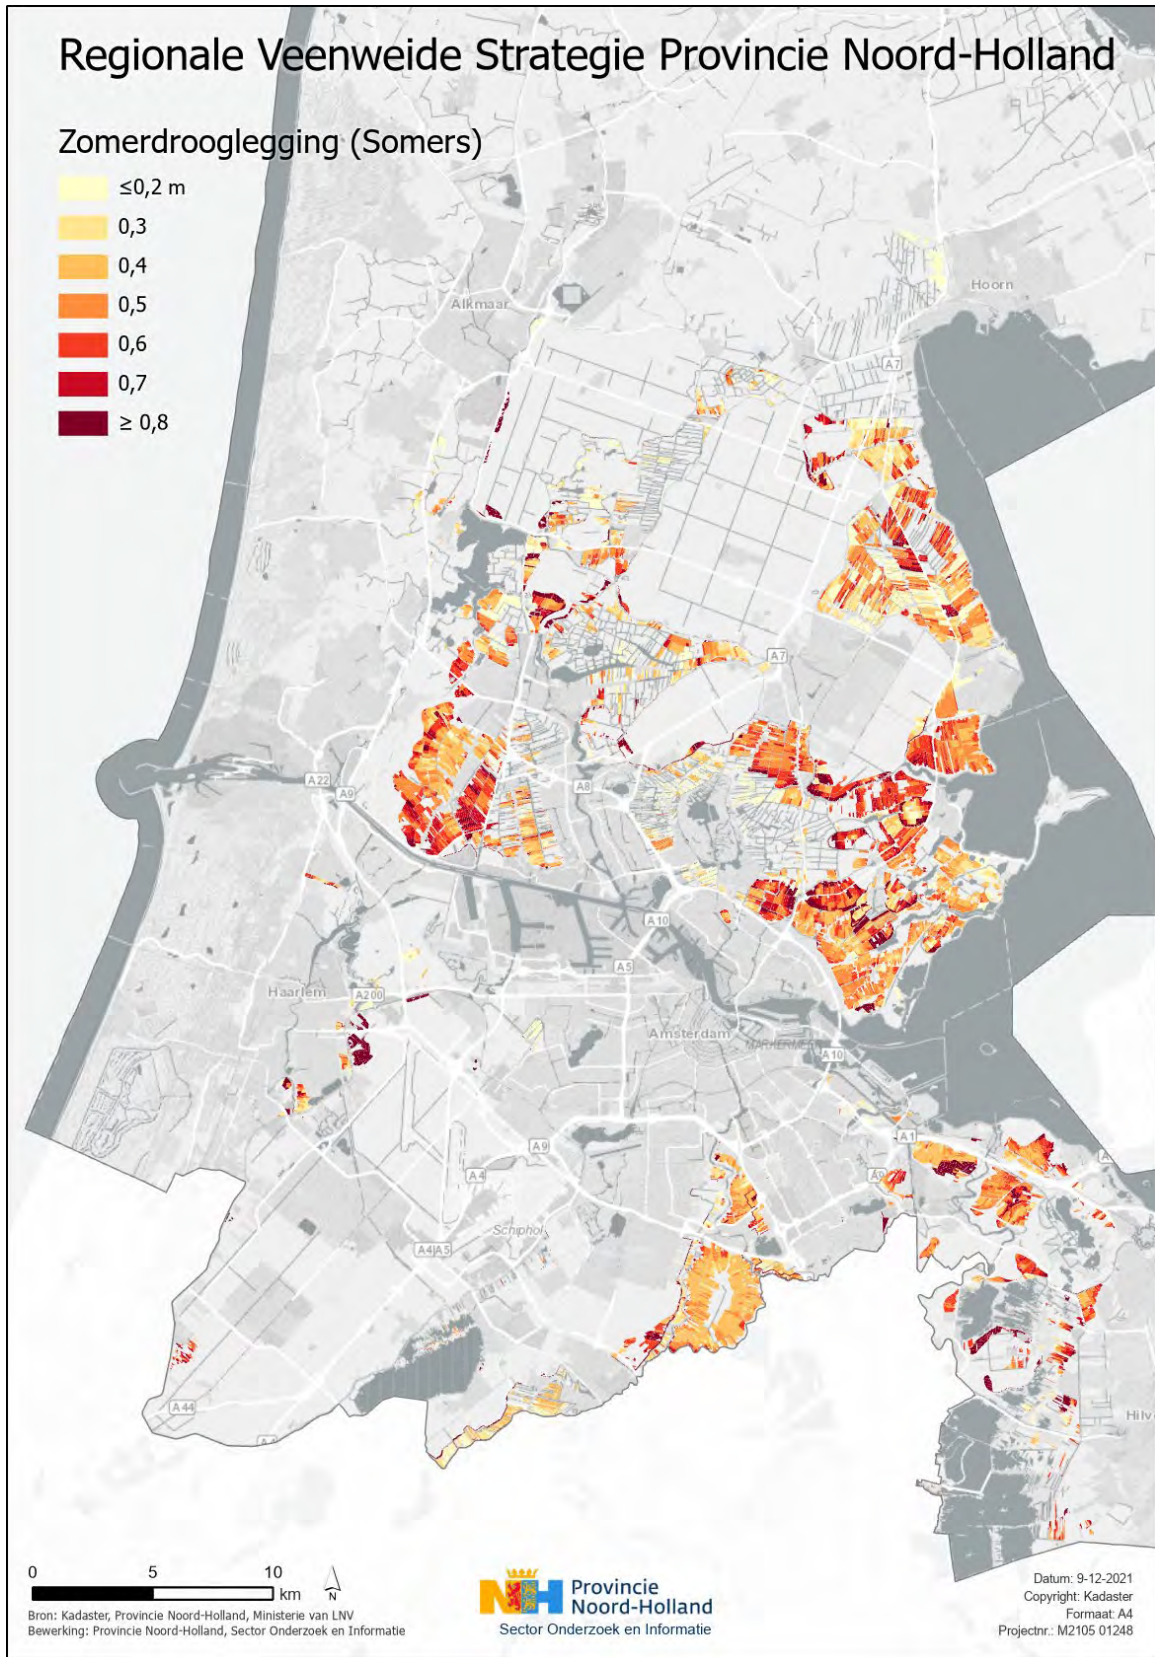 Regionale Veenweide Strategie Provincie Noord-Holland
Zomerdrooglegging (Somers)
≤0,2 m
0,3
0,4
0,5
0,6
0,7
≥ 0,8
Hoorn
Alkmaar
A7
A7
A22
A9
A8
A10
A5
Haarlem
A200
Amsterdam
MARKERMEER
A10
A1
A9
A9
A4
Schiphol
A4|A5
A44
A4
Hilve
0 5 10
km
N
Bron: Kadaster, Provincie Noord-Holland, Ministerie van LNV
Bewerking: Provincie Noord-Holland, Sector Onderzoek en Informatie
Provincie
Noord-Holland
Sector Onderzoek en Informatie
Datum: 9-12-2021
Copyright: Kadaster
Formaat: A4
Projectnr.: M2105 01248